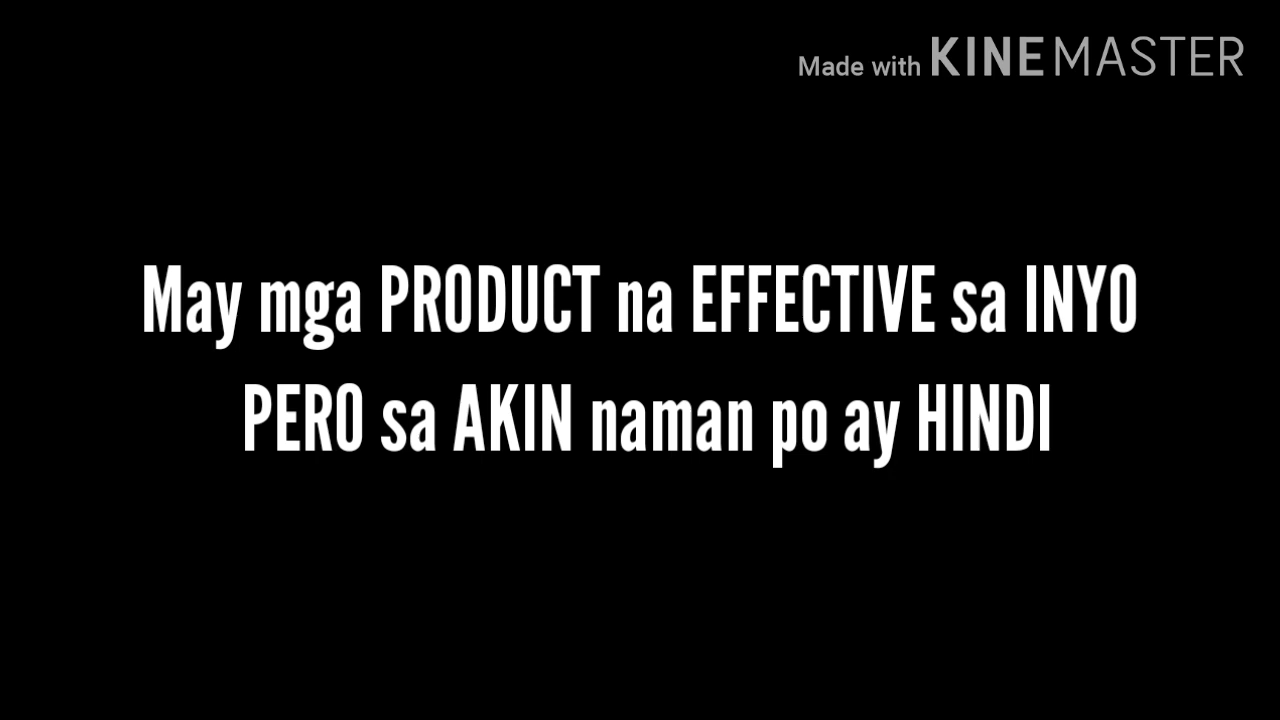 Made with KINEMASTER
May mga PRODUCT na EFFECTIVE sa INYO
PERO sa AKIN naman po ay HINDI